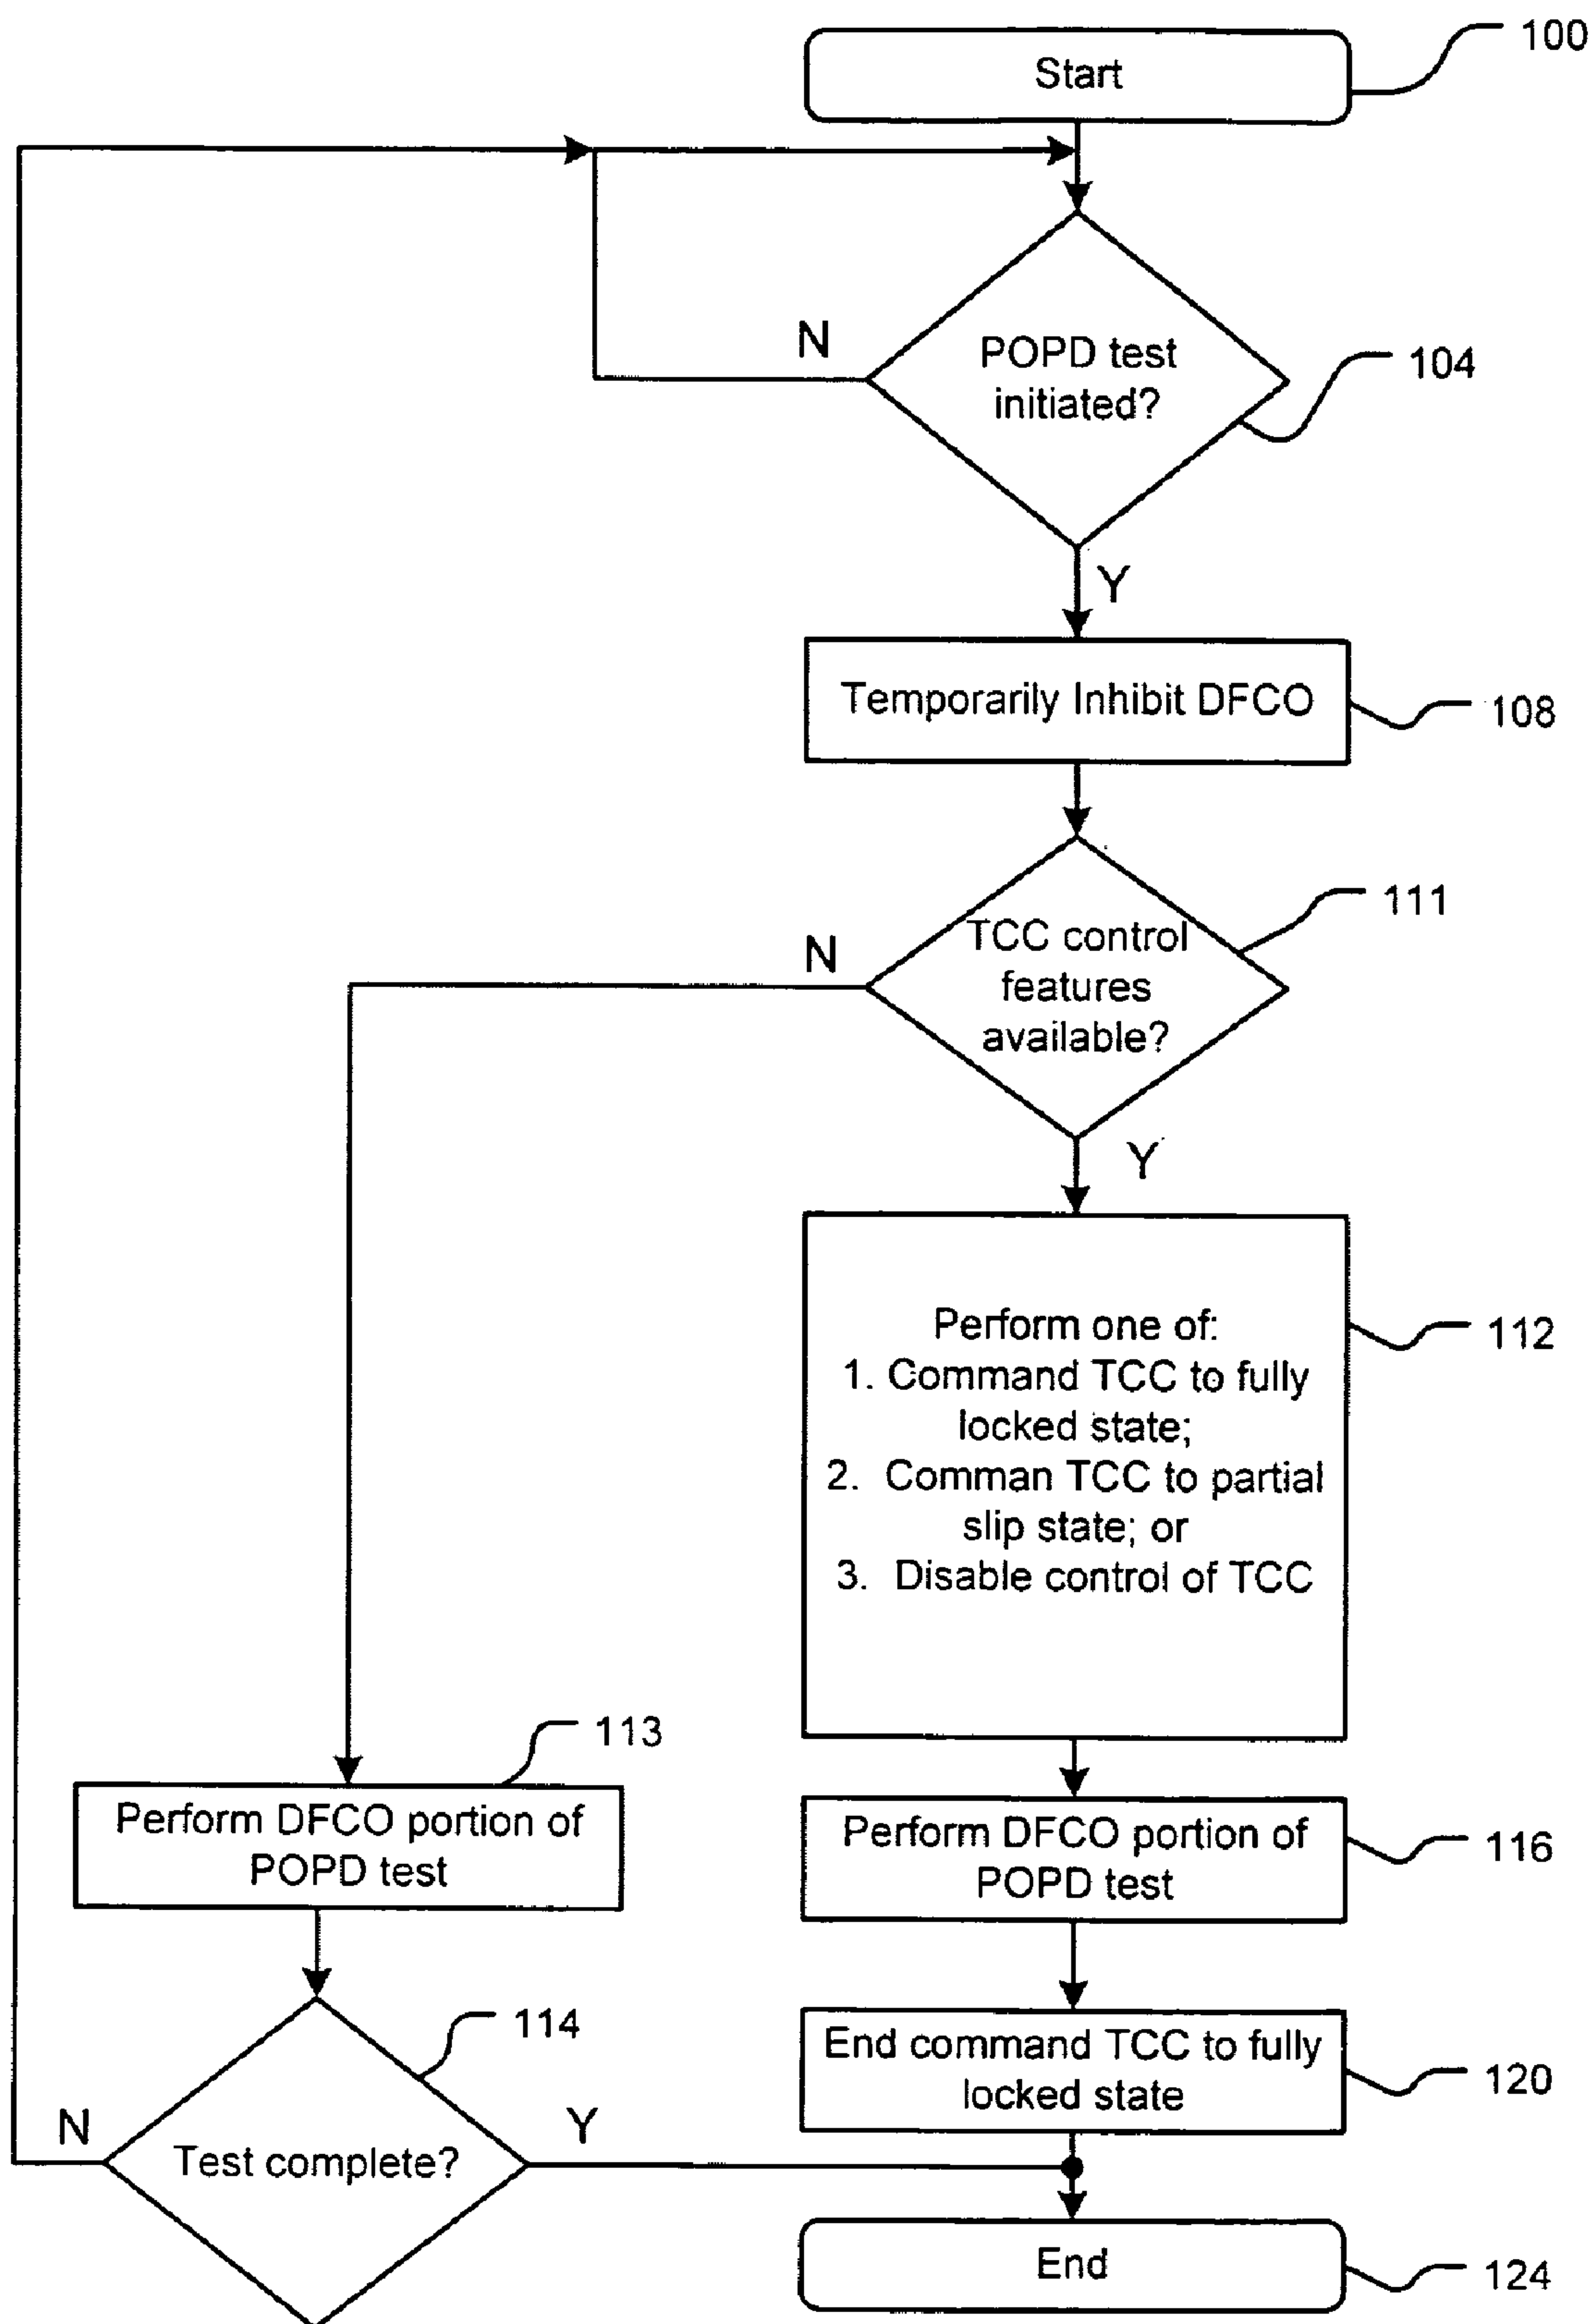 Start
100
POPD test
initiated?
104
N
Y
Temporarily Inhibit DFCO
108
TCC control
features
available?
111
N
Y
Perform one of:
1. Command TCC to fully
locked state;
2. Comman TCC to partial
slip state; or
3. Disable control of TCC
112
113
Perform DFCO portion of
POPD test
Perform DFCO portion of
POPD test
116
114
Test complete?
N
Y
End command TCC to fully
locked state
120
End
124